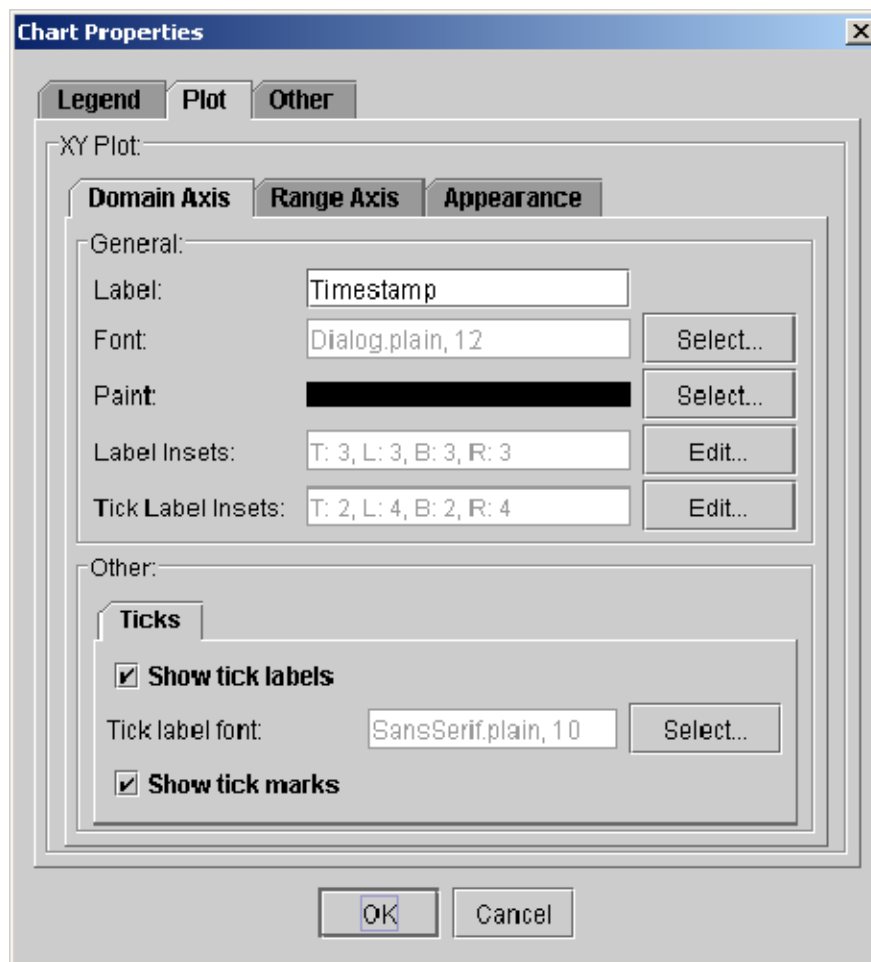 Chart Properties
Legend Plot Other
XY Plot:
Domain Axis Range Axis Appearance
General:
Label: Timestamp
Font: Dialog.plain, 12 Select...
Paint: Select...
Label Insets: T: 3, L: 3, B: 3, R: 3 Edit...
Tick Label Insets: T: 2, L: 4, B: 2, R: 4 Edit...
Other:
Ticks
Show tick labels
Tick label font: SansSerif.plain, 10 Select...
Show tick marks
OK Cancel